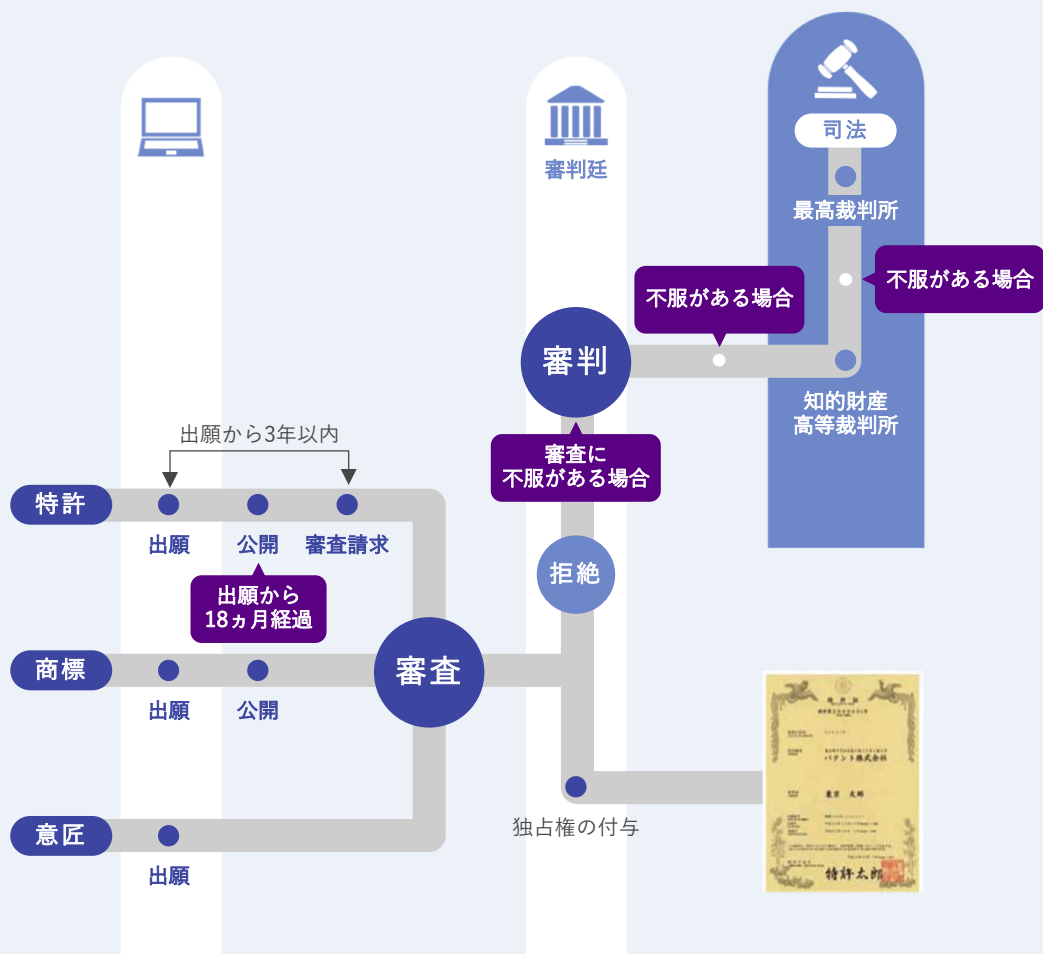 司法
審判廷
最高裁判所
不服がある場合
不服がある場合
審判
知的財産
高等裁判所
審査に
不服がある場合
出願から3年以内
特許
出願
公開
審査請求
拒絶
出願から
18ヵ月経過
商標
審査
出願
公開
意匠
出願
独占権の付与
パテント株式会社
東京 太郎
特許太郎